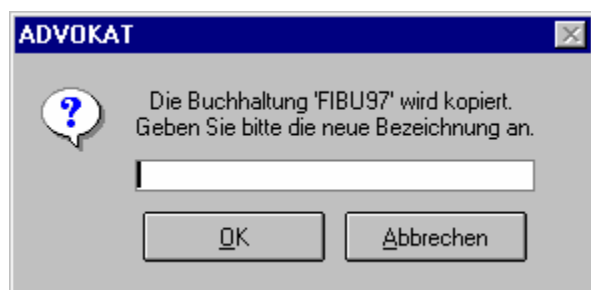 ADVOKAT
Die Buchhaltung 'FIBU97' wird kopiert.
Geben Sie bitte die neue Bezeichnung an.
OK
Abbrechen